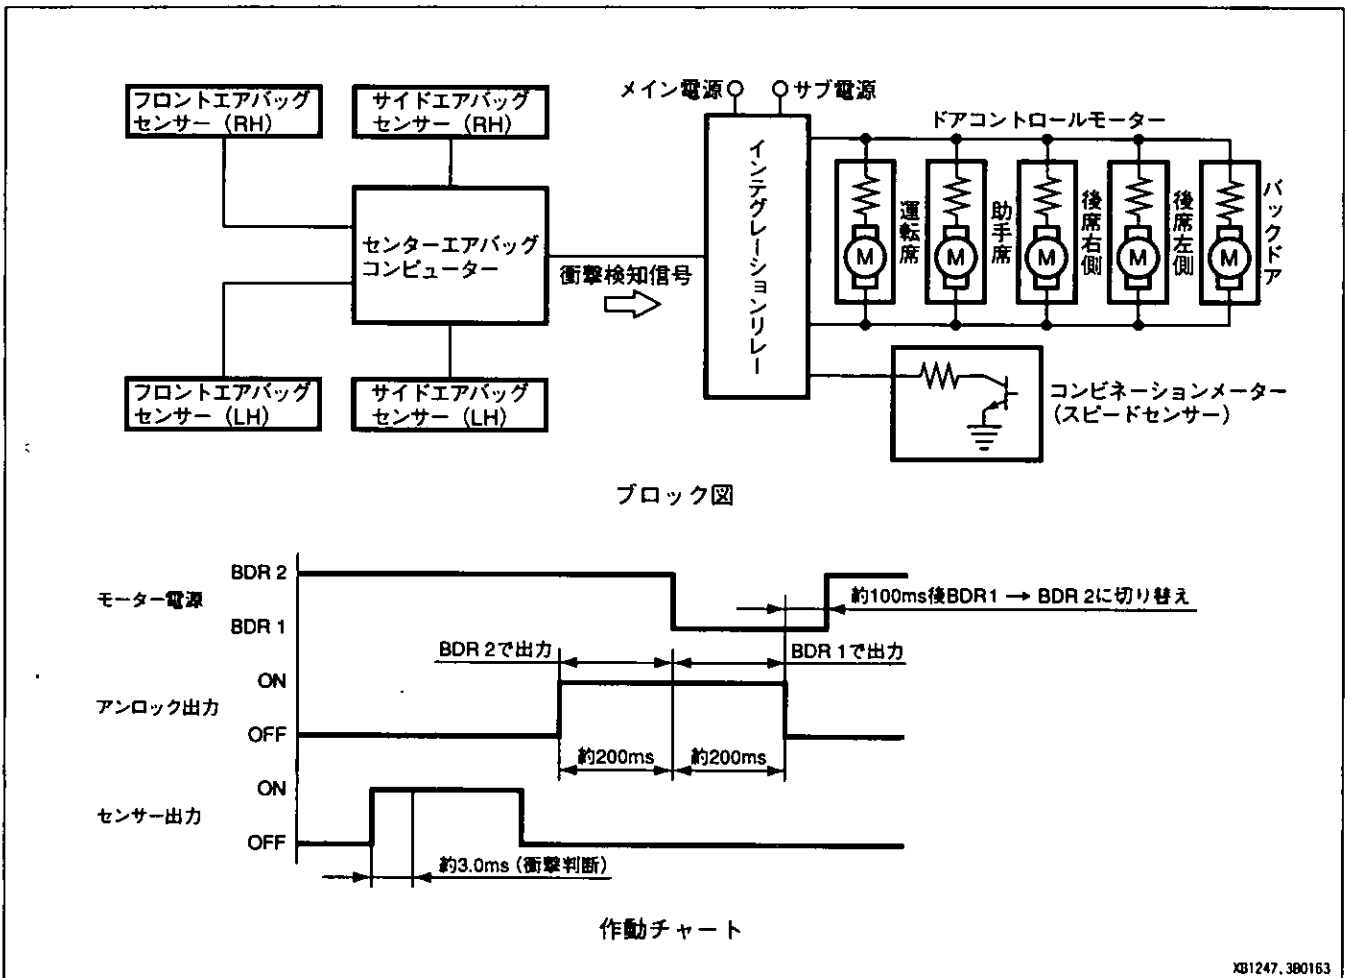 フロントエアバッグ
センサー（RH）
サイドエアバッグ
センサー（RH）
メイン電源
サブ電源
ドアコントロールモーター
センターエアバッグ
コンピューター
衝撃検知信号
インテグレーションリレー
M
運転席
M
助手席
M
後席右側
M
後席左側
M
バックドア
フロントエアバッグ
センサー（LH）
サイドエアバッグ
センサー（LH）
コンビネーションメーター
（スピードセンサー）
ブロック図
モーター電源
BDR 2
BDR 1
約100ms後BDR1 → BDR 2に切り替え
BDR 2で出力
BDR 1で出力
アンロック出力
ON
OFF
約200ms
約200ms
センサー出力
ON
OFF
約3.0ms（衝撃判断）
作動チャート
XB1247.3B0163